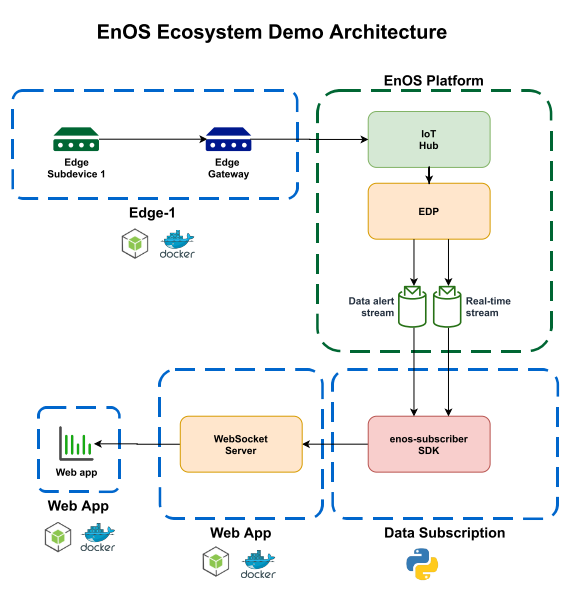 EnOS Ecosystem Demo Architecture
EnOS Platform
Edge
Subdevice 1
Edge
Gateway
IoT
Hub
Edge-1
docker
EDP
Data alert
stream
Real-time
stream
Web app
WebSocket
Server
enos-subscriber
SDK
Web App
docker
Web App
docker
Data Subscription